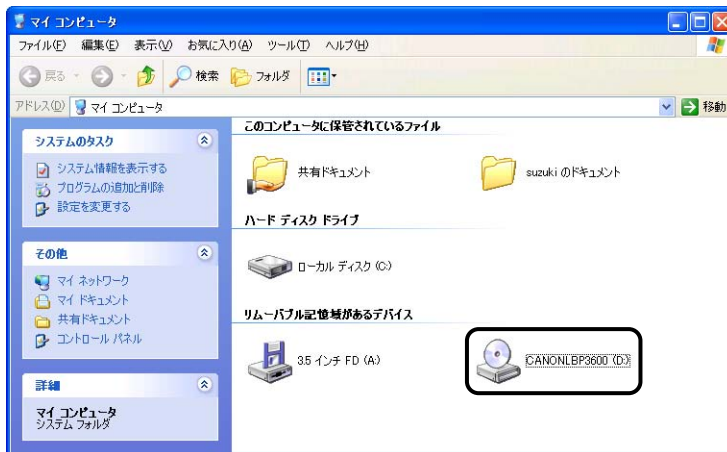 マイ コンピュータ
ファイル(F) 編集(E) 表示(V) お気に入り(A) ツール(T) ヘルプ(H)
戻る 検索 フォルダ
アドレス(D) マイ コンピュータ 移動
システムのタスク
システム情報を表示する
プログラムの追加と削除
設定を変更する
その他
マイ ネットワーク
マイ ドキュメント
共有ドキュメント
コントロール パネル
詳細
マイ コンピュータ
システム フォルダ
このコンピュータに保管されているファイル
共有ドキュメント suzuki のドキュメント
ハード ディスク ドライブ
ローカル ディスク (C:)
リムーバブル記憶域があるデバイス
3.5 インチ FD (A:) CANONLBP3600 (D:)